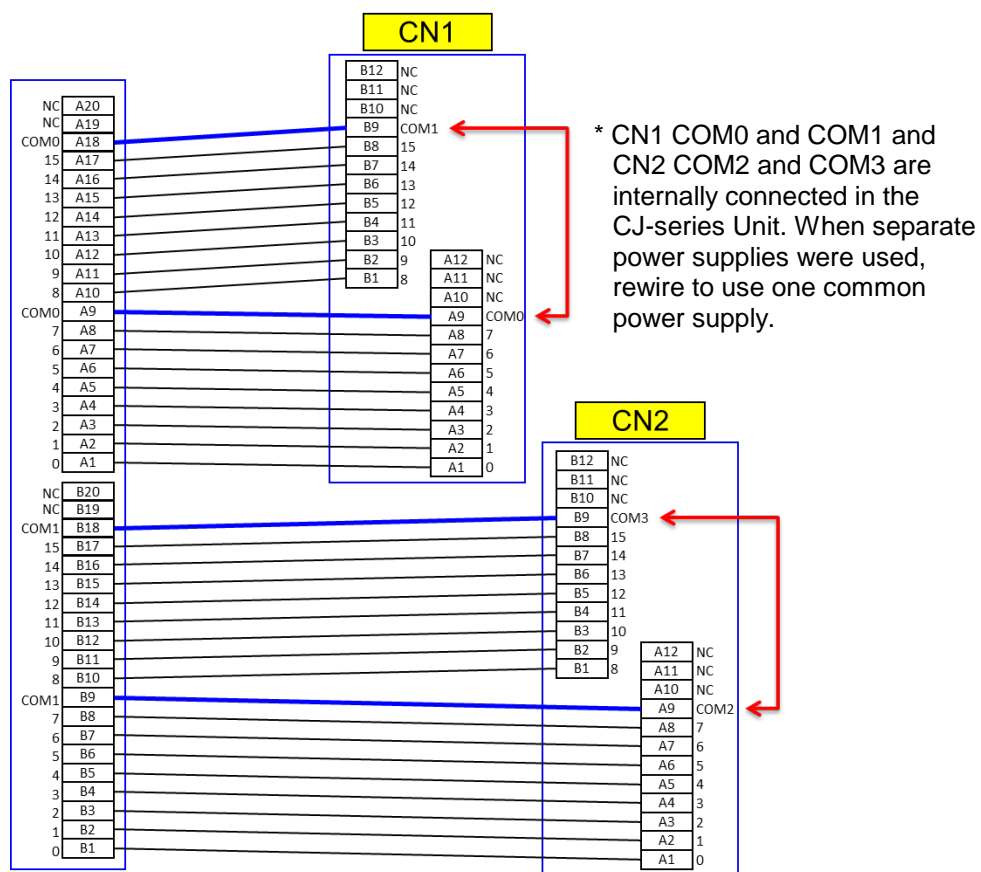 CN1
B12 NC
B11 NC
B10 NC
B9 COM1
B8 15
B7 14
B6 13
B5 12
B4 11
B3 10
B2 9
B1 8
A12 NC
A11 NC
A10 NC
A9 COM0
A8 7
A7 6
A6 5
A5 4
A4 3
A3 2
A2 1
A1 0
NC A20
NC A19
COM0 A18
15 A17
14 A16
13 A15
12 A14
11 A13
10 A12
9 A11
8 A10
COM0 A9
7 A8
6 A7
5 A6
4 A5
3 A4
2 A3
1 A2
0 A1
NC B20
NC B19
COM1 B18
15 B17
14 B16
13 B15
12 B14
11 B13
10 B12
9 B11
8 B10
COM1 B9
7 B8
6 B7
5 B6
4 B5
3 B4
2 B3
1 B2
0 B1
* CN1 COM0 and COM1 and
CN2 COM2 and COM3 are
internally connected in the
CJ-series Unit. When separate
power supplies were used,
rewire to use one common
power supply.
CN2
B12 NC
B11 NC
B10 NC
B9 COM3
B8 15
B7 14
B6 13
B5 12
B4 11
B3 10
B2 9
B1 8
A12 NC
A11 NC
A10 NC
A9 COM2
A8 7
A7 6
A6 5
A5 4
A4 3
A3 2
A2 1
A1 0